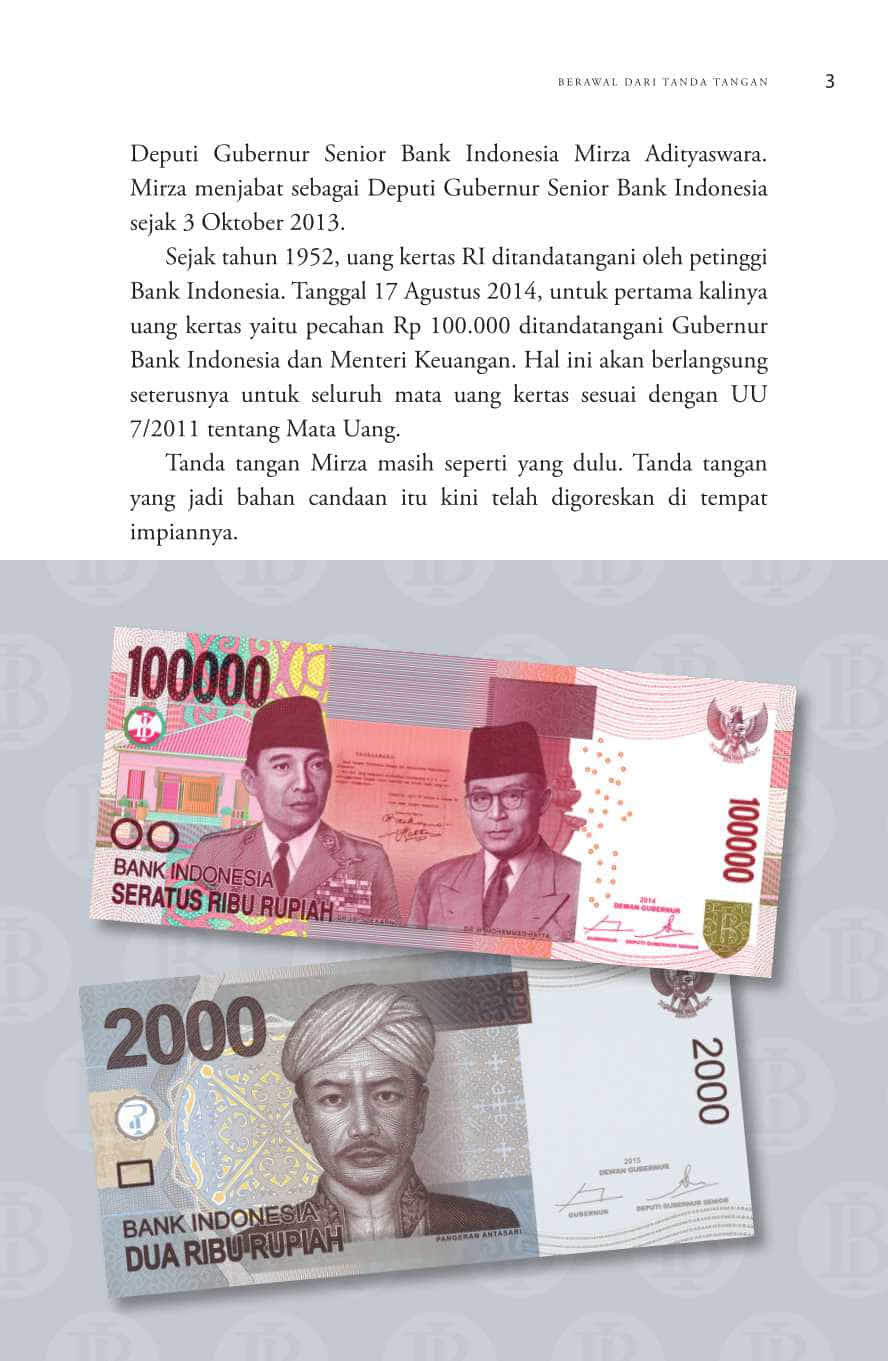 BERAWAL DARI TANDA TANGAN 3
Deputi Gubernur Senior Bank Indonesia Mirza Adityaswara.
Mirza menjabat sebagai Deputi Gubernur Senior Bank Indonesia
sejak 3 Oktober 2013.
Sejak tahun 1952, uang kertas RI ditandatangani oleh petinggi
Bank Indonesia. Tanggal 17 Agustus 2014, untuk pertama kalinya
uang kertas yaitu pecahan Rp 100.000 ditandatangani Gubernur
Bank Indonesia dan Menteri Keuangan. Hal ini akan berlangsung
seterusnya untuk seluruh mata uang kertas sesuai dengan UU
7/2011 tentang Mata Uang.
Tanda tangan Mirza masih seperti yang dulu. Tanda tangan
yang jadi bahan candaan itu kini telah digoreskan di tempat
impiannya.
100000
BANK INDONESIA
SERATUS RIBU RUPIAH
DR. H. MOHAMMAD HATTA
100000
2014
DEWAN GUBERNUR
GUBERNUR
DEPUTI GUBERNUR SENIOR
2000
BANK INDONESIA
DUA RIBU RUPIAH
PANGERAN ANTASARI
2000
2015
DEWAN GUBERNUR
GUBERNUR
DEPUTI GUBERNUR SENIOR